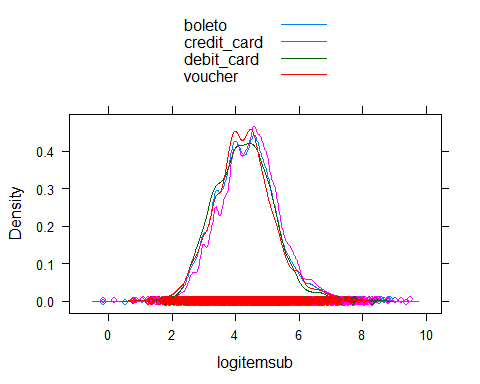 boleto
credit_card
debit_card
voucher
Density
0.4
0.3
0.2
0.1
0.0
0 2 4 6 8 10
logitemsub